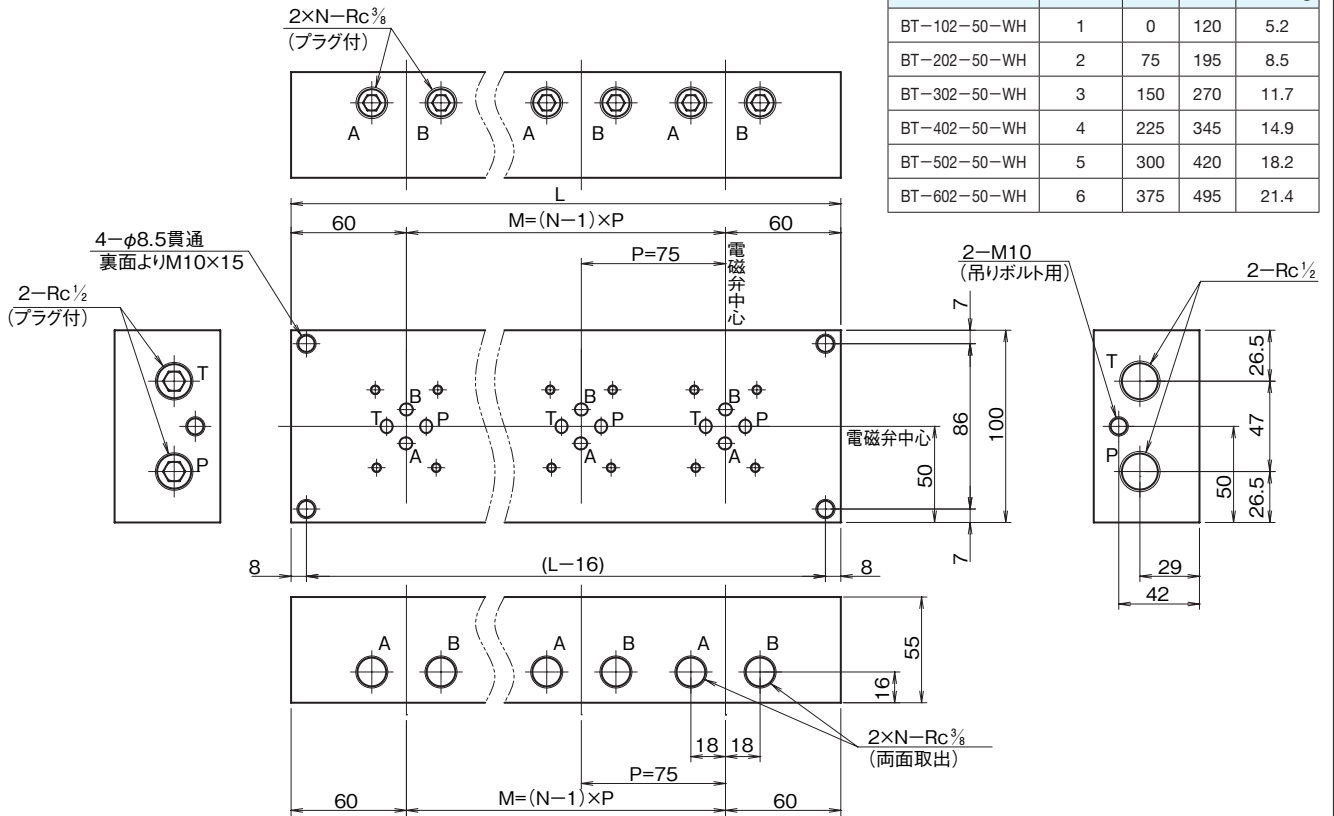 2×N−Rc3/8
(プラグ付)
A B A B A B
L
60 M=(N−1)×P 60
P=75
電磁弁中心
4−φ8.5貫通
裏面よりM10×15
2−Rc1/2
(プラグ付)
T
P
B B B
T P T P T P
A A A
電磁弁中心
7
86
100
50
7
8 (L−16) 8
2−M10
(吊りボルト用)
2−Rc1/2
T
P
26.5
47
50
26.5
29
42
A B A B A B
55
16
18 18
2×N−Rc3/8
(両面取出)
P=75
60 M=(N−1)×P 60
BT−102−50−WH 1 0 120 5.2
BT−202−50−WH 2 75 195 8.5
BT−302−50−WH 3 150 270 11.7
BT−402−50−WH 4 225 345 14.9
BT−502−50−WH 5 300 420 18.2
BT−602−50−WH 6 375 495 21.4